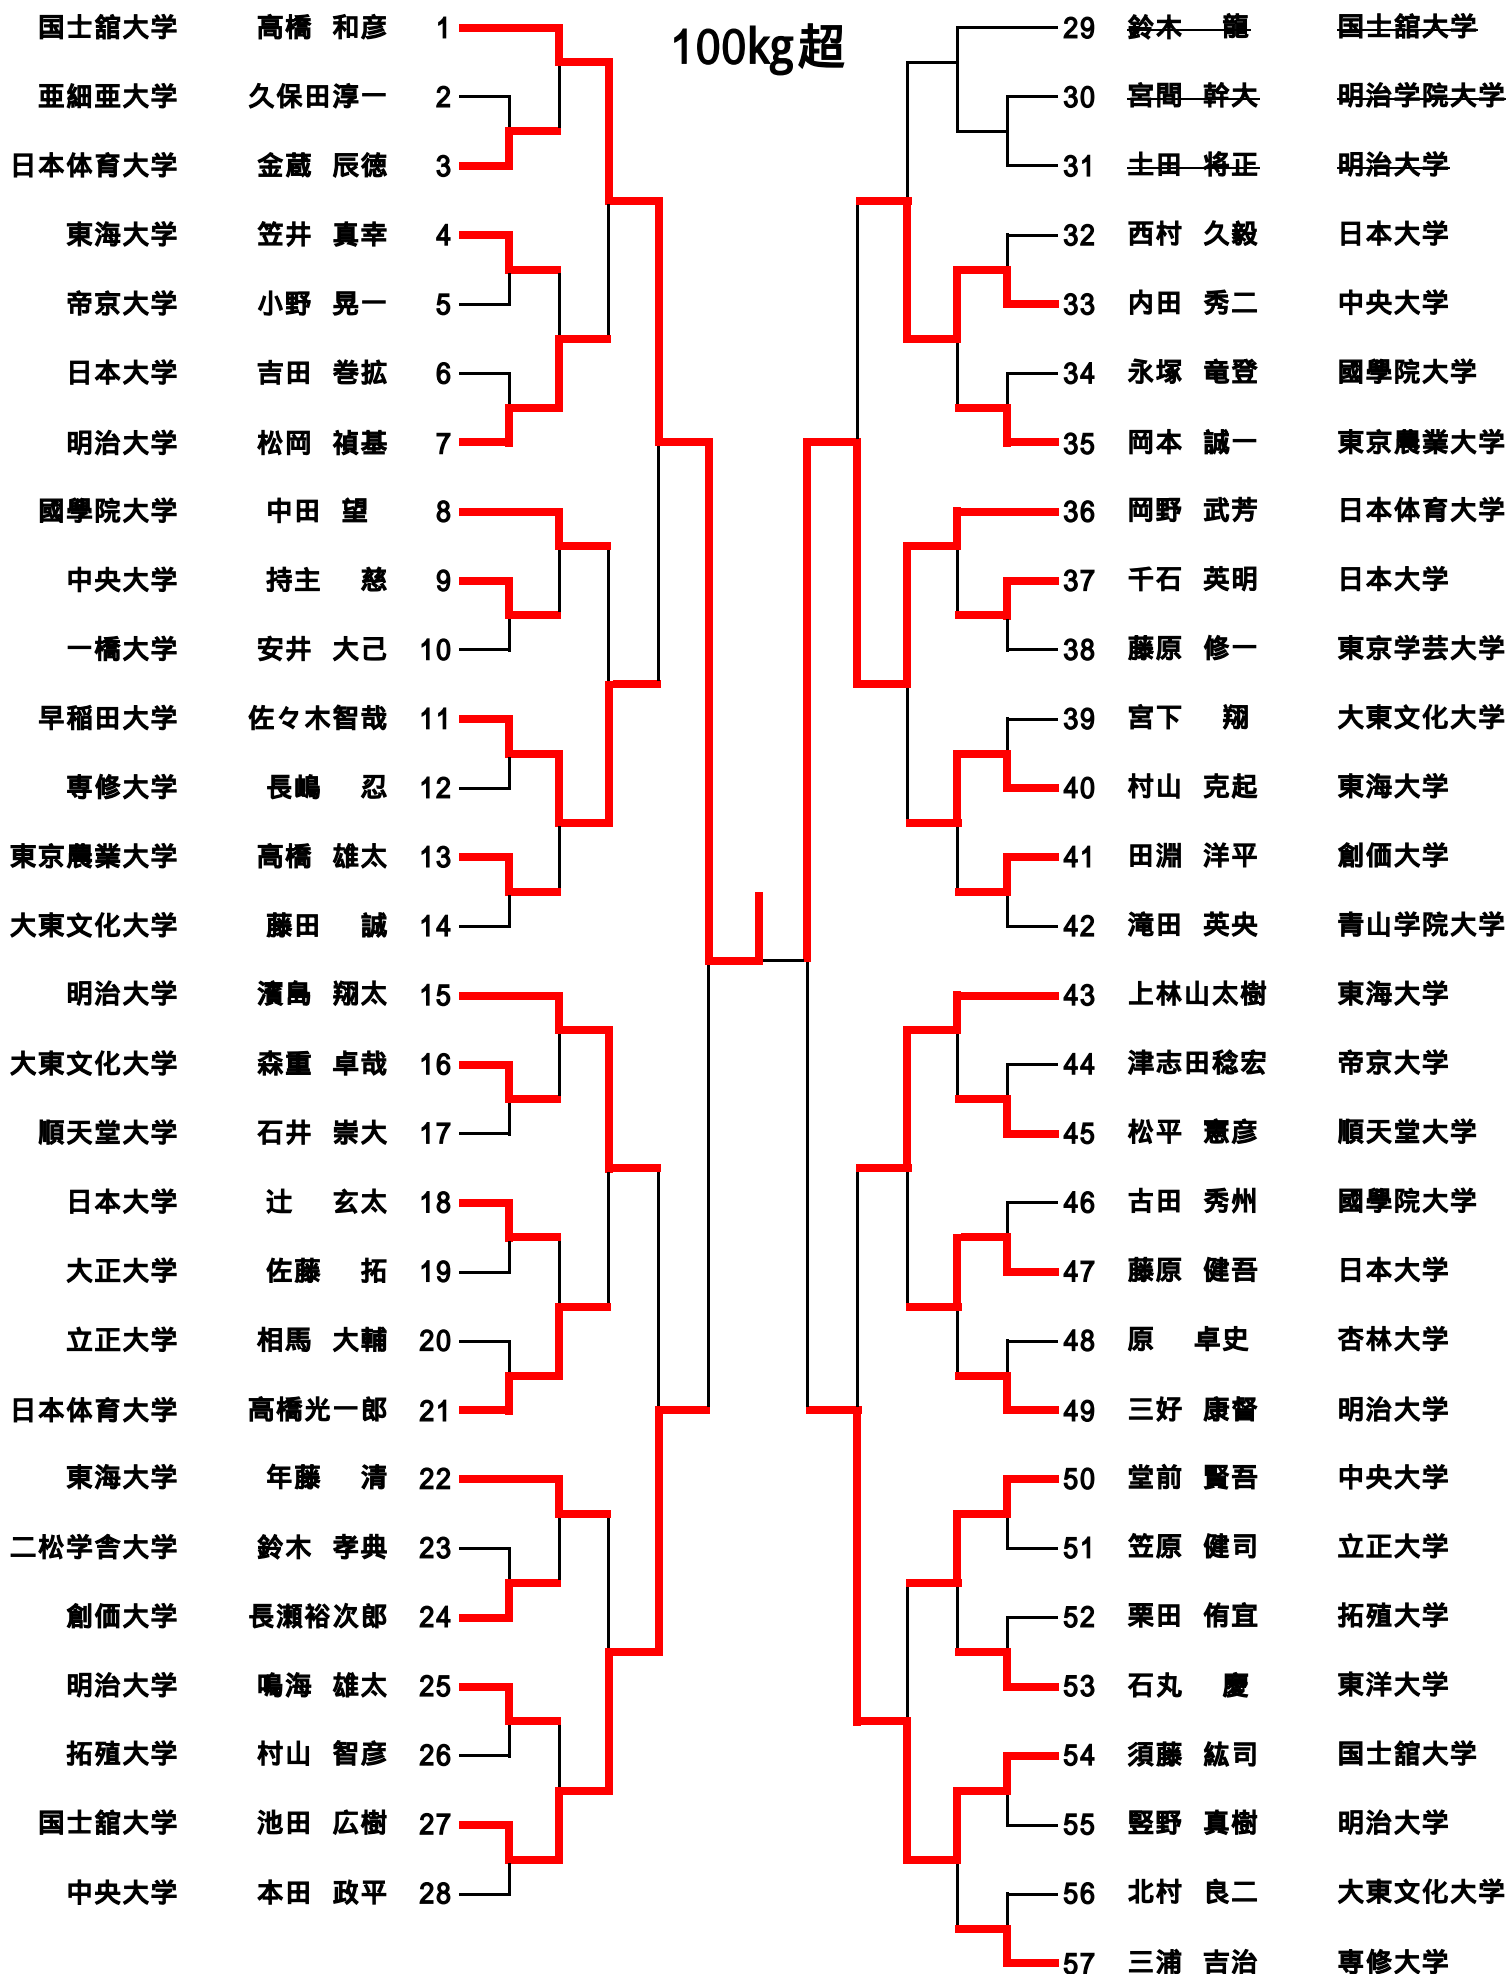 100kg超
国士舘大学 高橋 和彦 1
亜細亜大学 久保田淳一 2
日本体育大学 金蔵 辰徳 3
東海大学 笠井 真幸 4
帝京大学 小野 晃一 5
日本大学 吉田 巻拡 6
明治大学 松岡 禎基 7
國學院大学 中田 望 8
中央大学 持主 慈 9
一橋大学 安井 大己 10
早稲田大学 佐々木智哉 11
専修大学 長嶋 忍 12
東京農業大学 高橋 雄太 13
大東文化大学 藤田 誠 14
明治大学 濱島 翔太 15
大東文化大学 森重 卓哉 16
順天堂大学 石井 崇大 17
日本大学 辻 玄太 18
大正大学 佐藤 拓 19
立正大学 相馬 大輔 20
日本体育大学 高橋光一郎 21
東海大学 年藤 清 22
二松学舎大学 鈴木 孝典 23
創価大学 長瀬裕次郎 24
明治大学 鳴海 雄太 25
拓殖大学 村山 智彦 26
国士舘大学 池田 広樹 27
中央大学 本田 政平 28
29 鈴木 龍 国士舘大学
30 宮間 幹大 明治学院大学
31 土田 将正 明治大学
32 西村 久毅 日本大学
33 内田 秀二 中央大学
34 永塚 竜登 國學院大学
35 岡本 誠一 東京農業大学
36 岡野 武芳 日本体育大学
37 千石 英明 日本大学
38 藤原 修一 東京学芸大学
39 宮下 翔 大東文化大学
40 村山 克起 東海大学
41 田淵 洋平 創価大学
42 滝田 英央 青山学院大学
43 上林山太樹 東海大学
44 津志田稔宏 帝京大学
45 松平 憲彦 順天堂大学
46 古田 秀州 國學院大学
47 藤原 健吾 日本大学
48 原 卓史 杏林大学
49 三好 康督 明治大学
50 堂前 賢吾 中央大学
51 笠原 健司 立正大学
52 栗田 侑宜 拓殖大学
53 石丸 慶 東洋大学
54 須藤 紘司 国士舘大学
55 竪野 真樹 明治大学
56 北村 良二 大東文化大学
57 三浦 吉治 専修大学